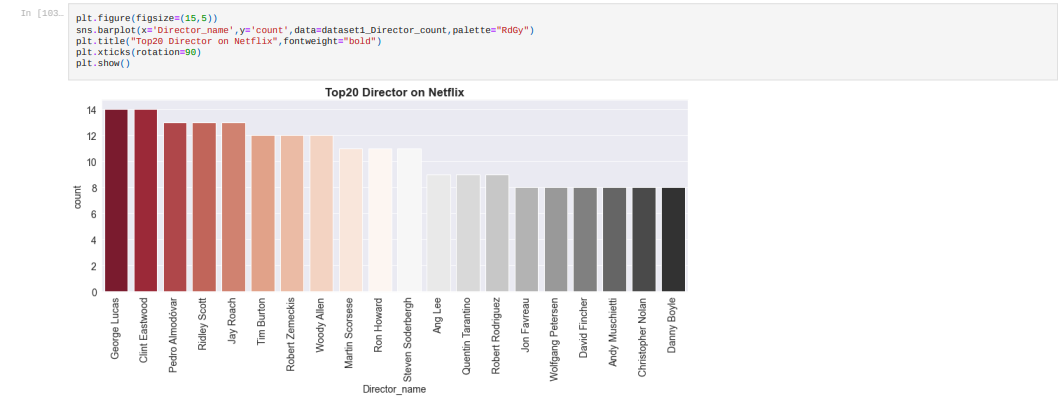 In [103…
plt.figure(figsize=(15,5))
sns.barplot(x='Director_name',y='count',data=dataset1_Director_count,palette="RdGy")
plt.title("Top20 Director on Netflix",fontweight="bold")
plt.xticks(rotation=90)
plt.show()
Top20 Director on Netflix
14
12
10
8
6
4
2
0
count
George Lucas
Clint Eastwood
Pedro Almodóvar
Ridley Scott
Jay Roach
Tim Burton
Robert Zemeckis
Woody Allen
Martin Scorsese
Ron Howard
Steven Soderbergh
Ang Lee
Quentin Tarantino
Robert Rodriguez
Jon Favreau
Wolfgang Petersen
David Fincher
Andy Muschietti
Christopher Nolan
Danny Boyle
Director_name